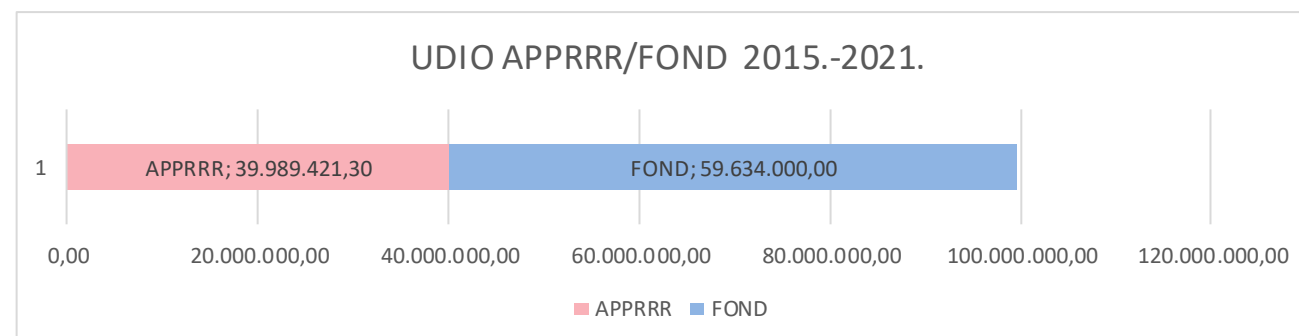 UDIO APPRRR/FOND 2015.-2021.
1
APPRRR; 39.989.421,30
FOND; 59.634.000,00
0,00 20.000.000,00 40.000.000,00 60.000.000,00 80.000.000,00 100.000.000,00 120.000.000,00
APPRRR FOND